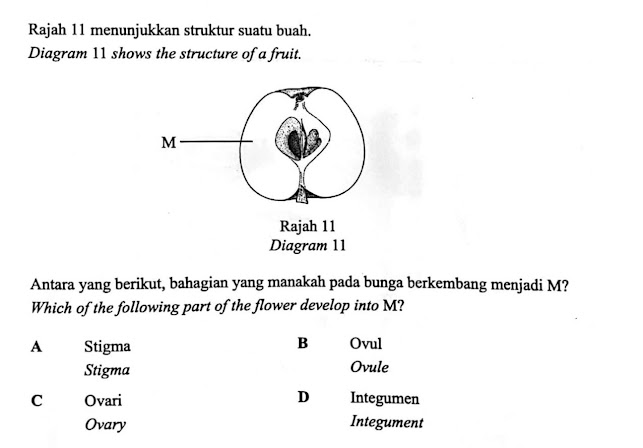 Rajah 11 menunjukkan struktur suatu buah.
Diagram 11 shows the structure of a fruit.
M
Rajah 11
Diagram 11
Antara yang berikut, bahagian yang manakah pada bunga berkembang menjadi M?
Which of the following part of the flower develop into M?
A Stigma
Stigma
B Ovul
Ovule
C Ovari
Ovary
D Integumen
Integument